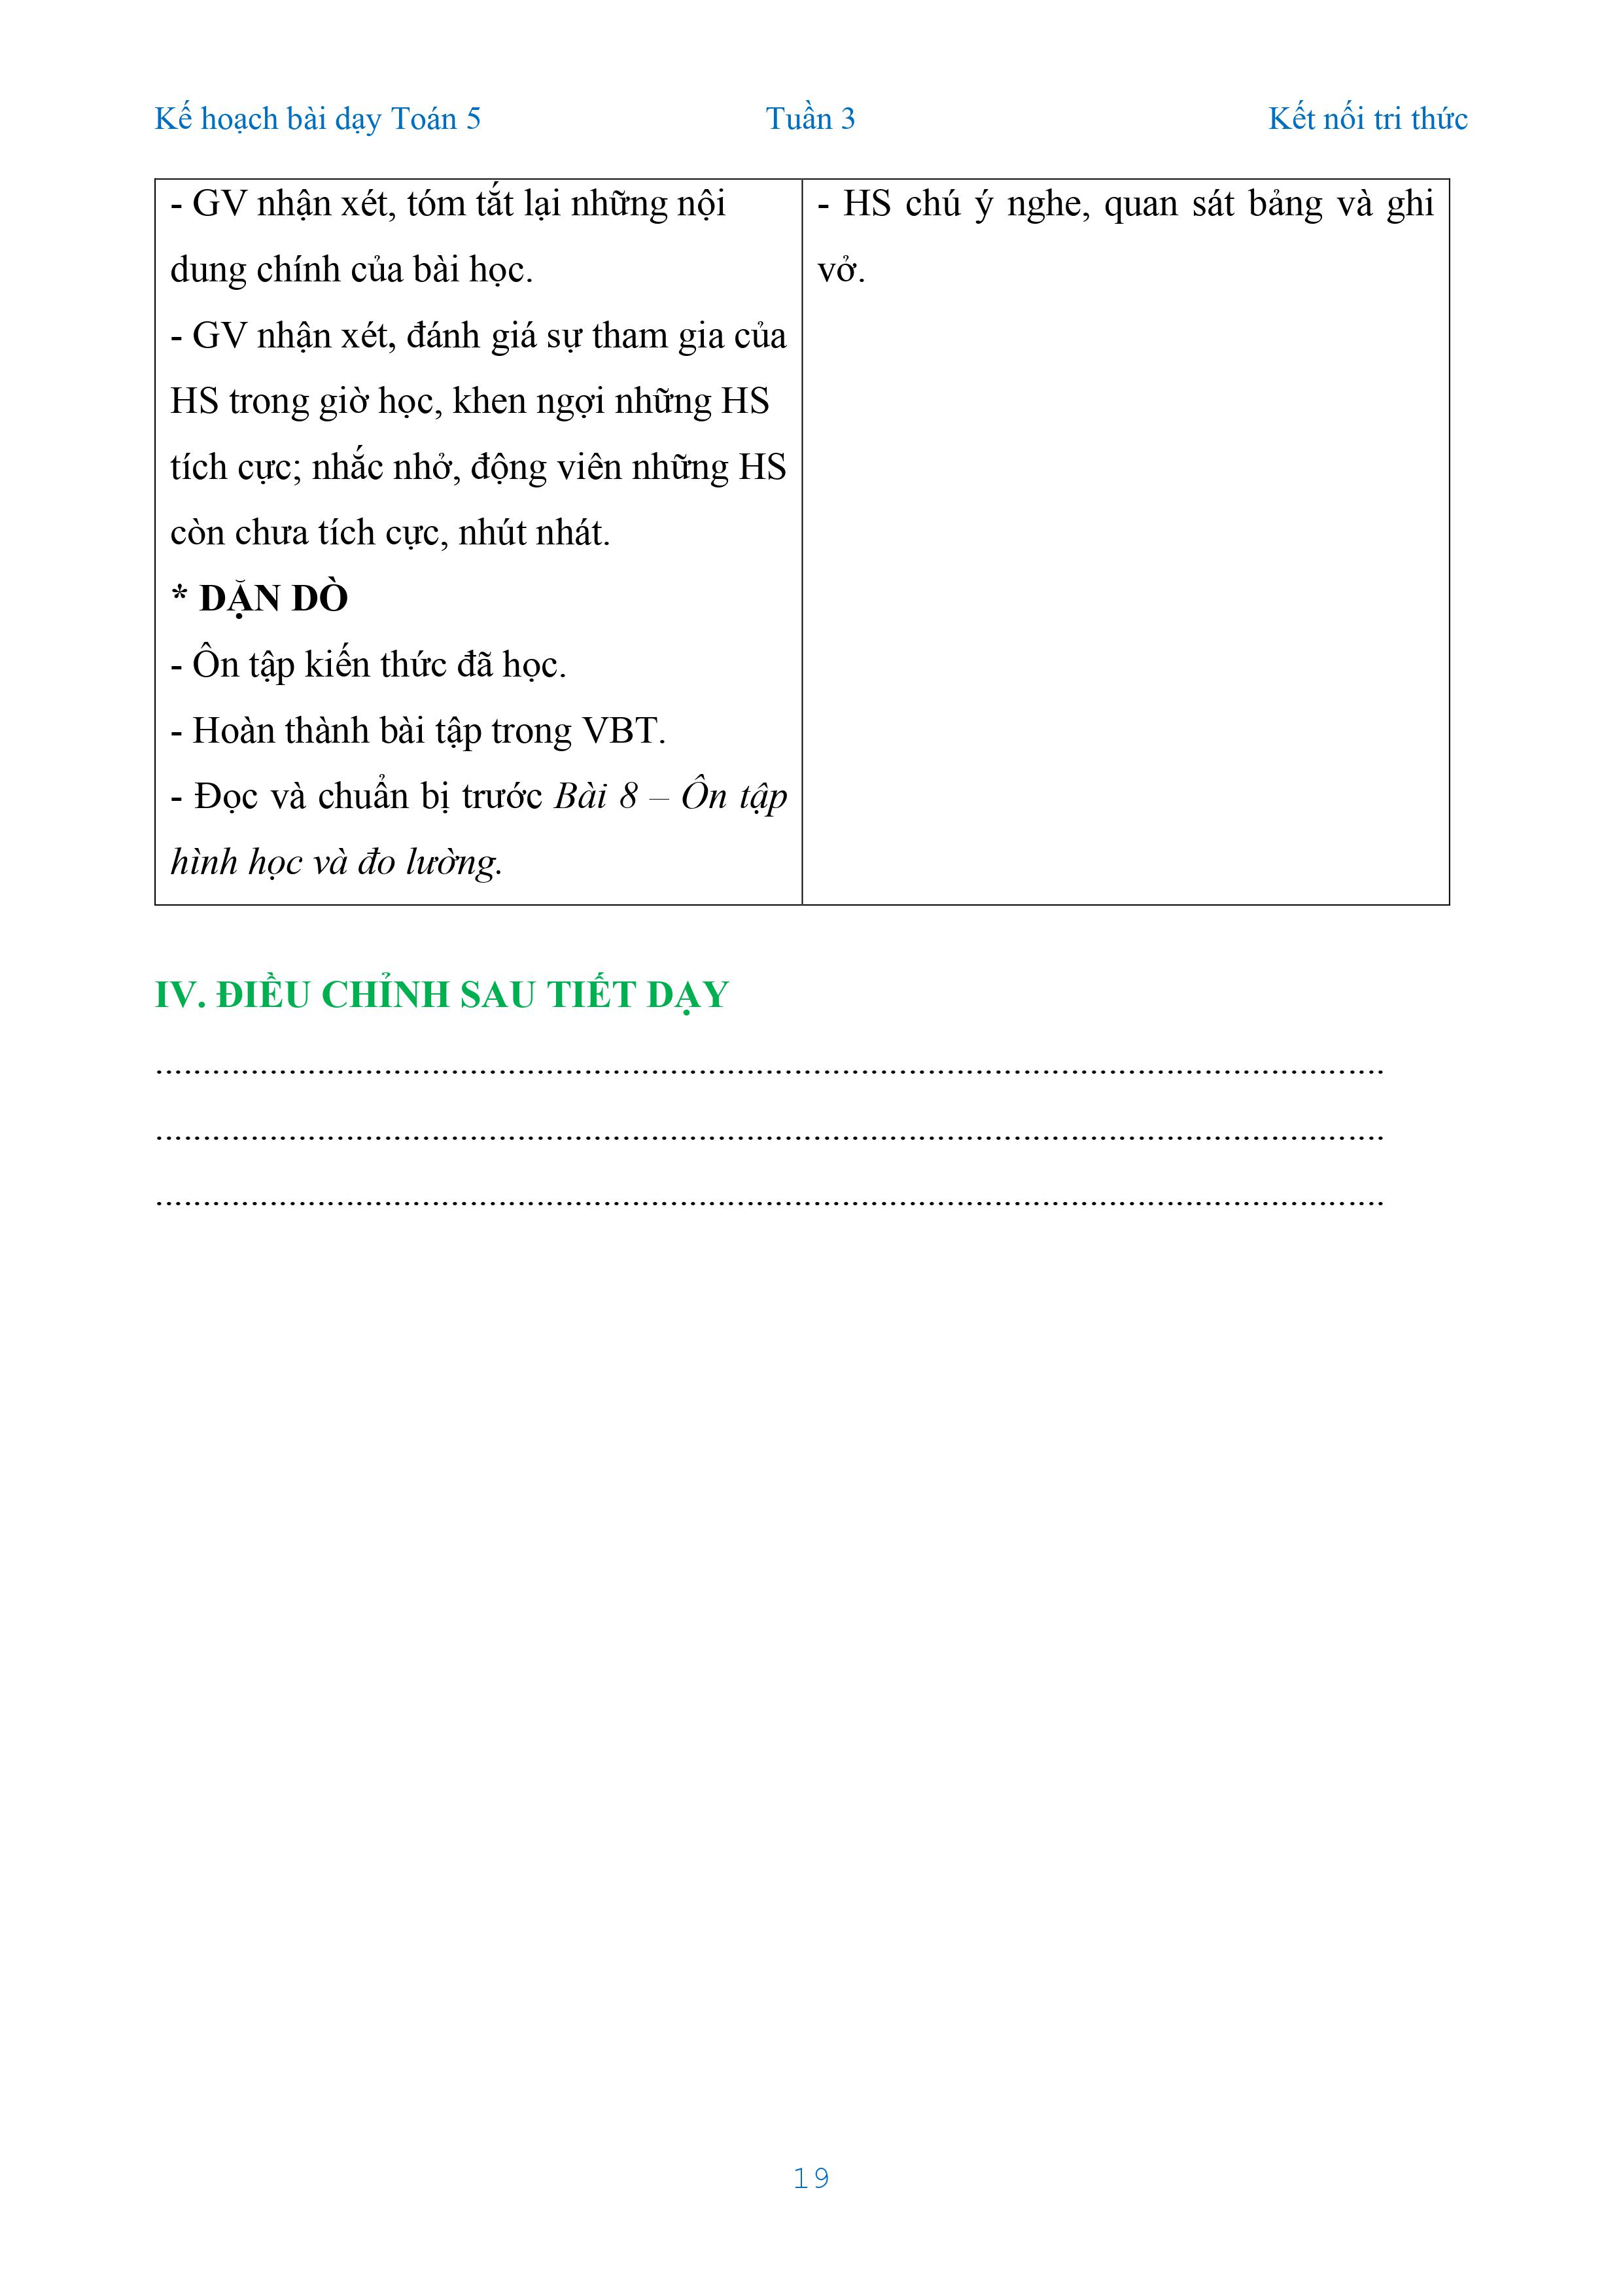 Kế hoạch bài dạy Toán 5 Tuần 3 Kết nối tri thức
- GV nhận xét, tóm tắt lại những nội
dung chính của bài học.
- GV nhận xét, đánh giá sự tham gia của
HS trong giờ học, khen ngợi những HS
tích cực; nhắc nhở, động viên những HS
còn chưa tích cực, nhút nhát.
* DẶN DÒ
- Ôn tập kiến thức đã học.
- Hoàn thành bài tập trong VBT.
- Đọc và chuẩn bị trước Bài 8 – Ôn tập
hình học và đo lường.
- HS chú ý nghe, quan sát bảng và ghi
vở.
IV. ĐIỀU CHỈNH SAU TIẾT DẠY
....................................................................................................................................
....................................................................................................................................
....................................................................................................................................
19